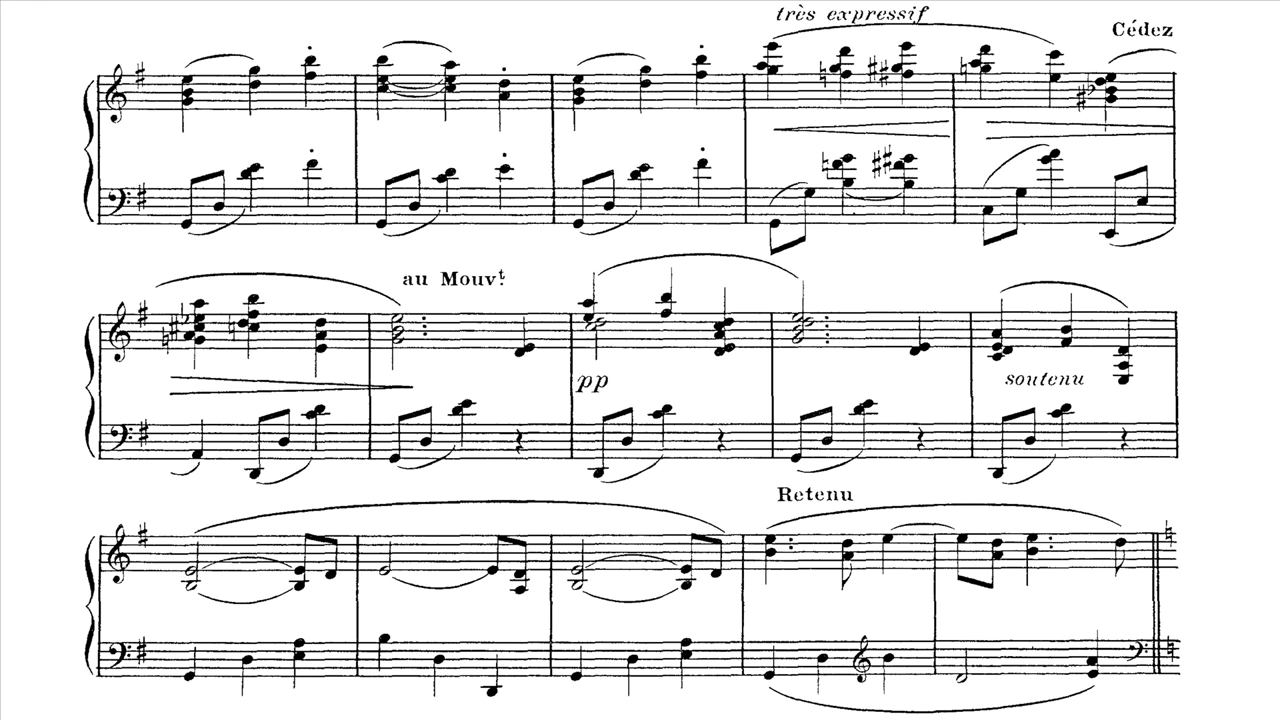 très expressif
Cédez
au Mouvt.
pp
soutenu
Retenu